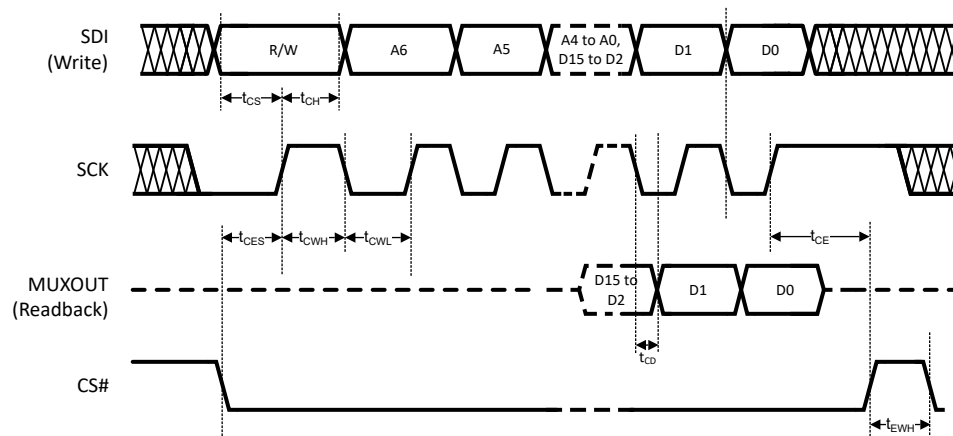 SDI
(Write)
R/W
A6
A5
A4 to A0,
D15 to D2
D1
D0
tCS
tCH
SCK
tCES
tCWH
tCWL
tCE
MUXOUT
(Readback)
D15 to
D2
D1
D0
tCD
CS#
tEWH